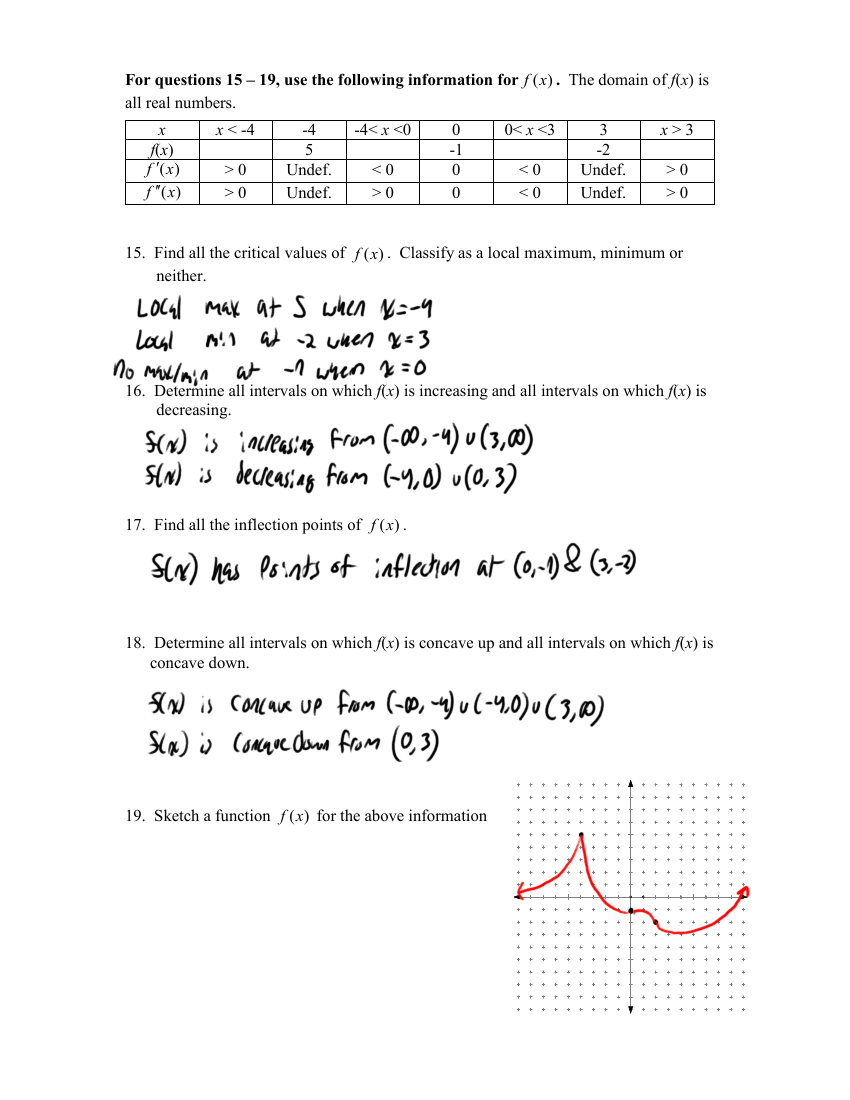 For questions 15 – 19, use the following information for f (x). The domain of f(x) is
all real numbers.
x x < -4 -4 -4< x <0 0 0< x <3 3 x > 3
f(x) 5 -1 -2
f ′(x) > 0 Undef. < 0 0 < 0 Undef. > 0
f ″(x) > 0 Undef. > 0 0 < 0 Undef. > 0
15. Find all the critical values of f (x). Classify as a local maximum, minimum or
neither.
Local max at 5 when x=-4
Local min at -2 when x=3
no max/min at -1 when x=0
16. Determine all intervals on which f(x) is increasing and all intervals on which f(x) is
decreasing.
f(x) is increasing from (-∞, -4) ∪ (3,∞)
f(x) is decreasing from (-4,0) ∪ (0,3)
17. Find all the inflection points of f (x).
f(x) has points of inflection at (0,-1) & (3,-2)
18. Determine all intervals on which f(x) is concave up and all intervals on which f(x) is
concave down.
f(x) is concave up from (-∞, -4) ∪ (-4,0) ∪ (3,∞)
f(x) is concave down from (0,3)
19. Sketch a function f (x) for the above information